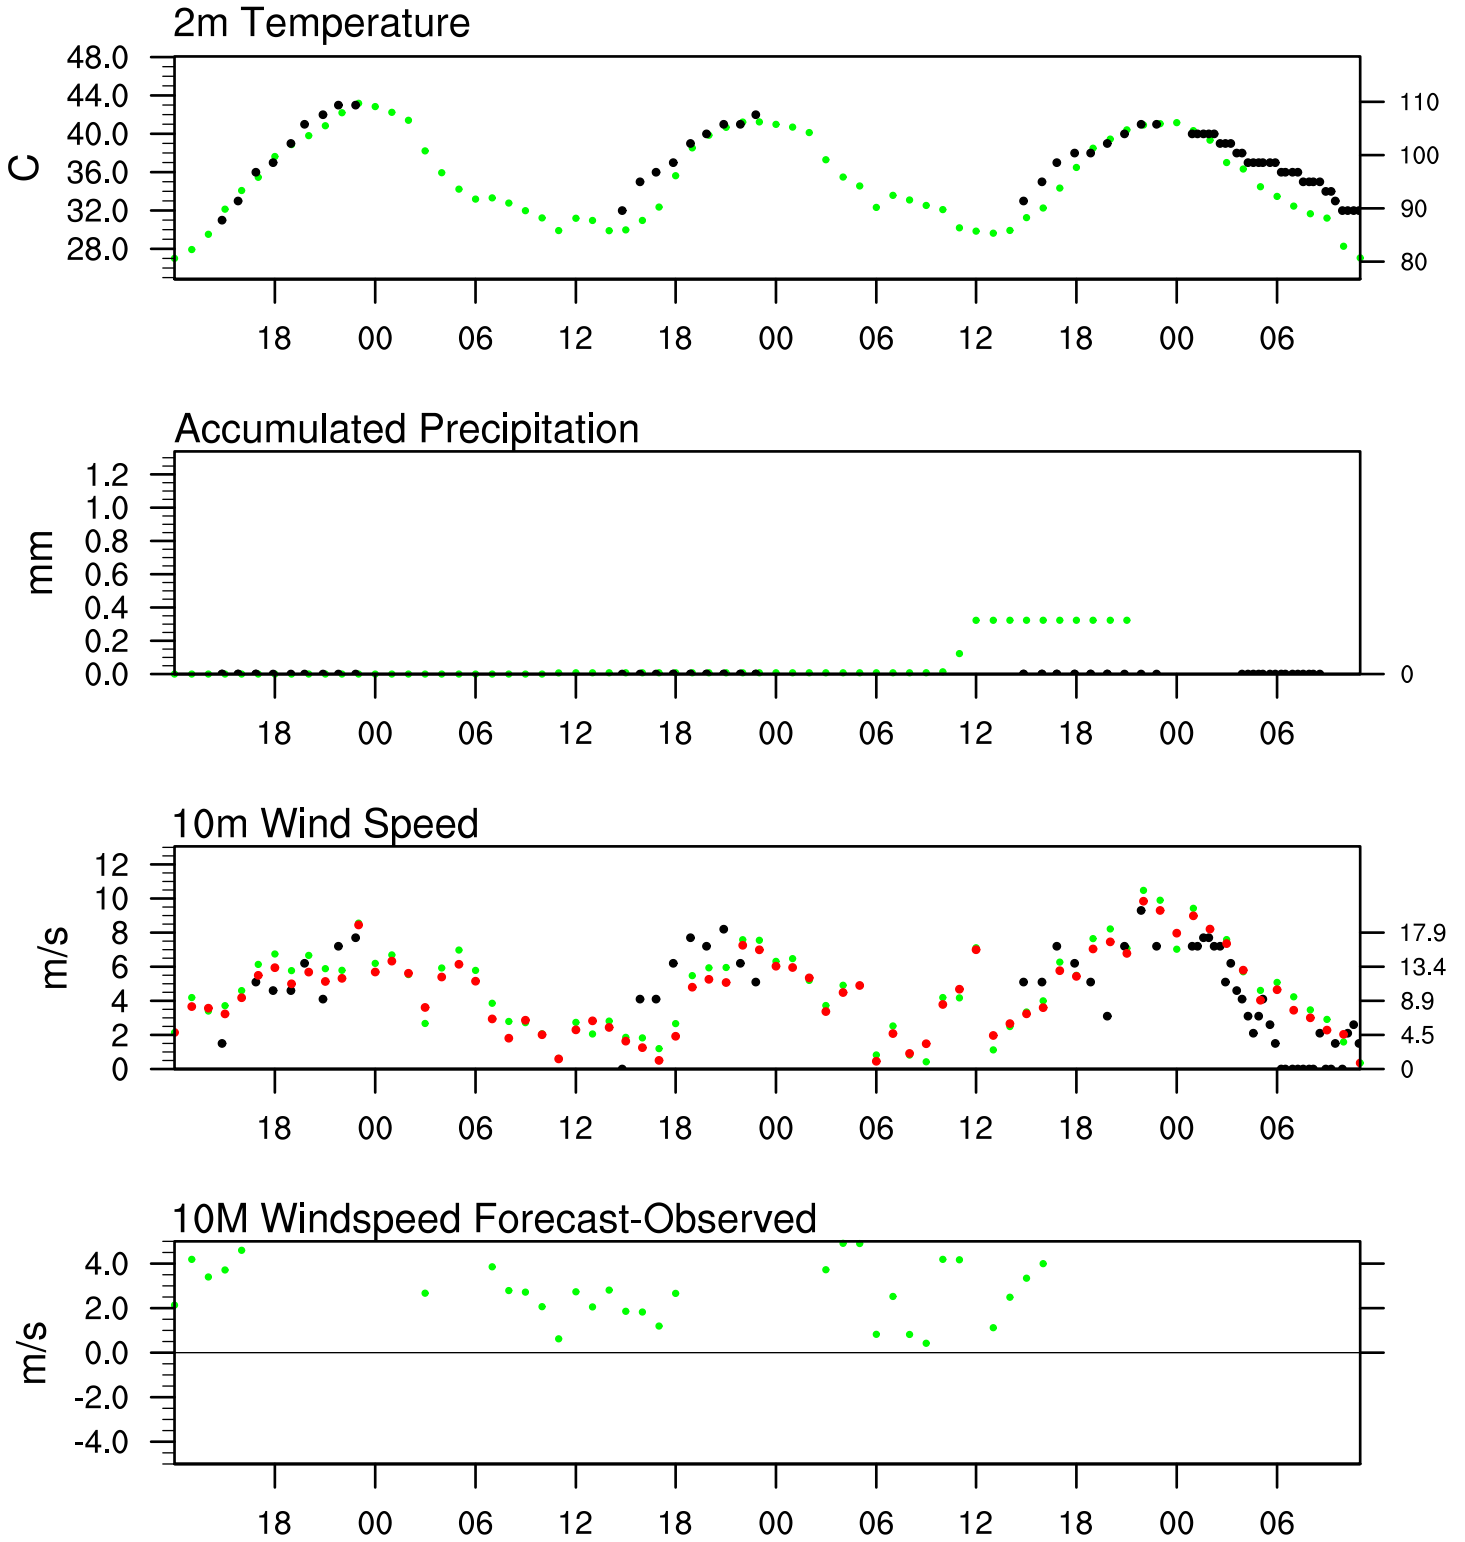 2m Temperature
48.0
44.0
40.0
36.0
32.0
28.0
C
110
100
90
80
18 00 06 12 18 00 06 12 18 00 06
Accumulated Precipitation
1.2
1.0
0.8
0.6
0.4
0.2
0.0
mm
0
18 00 06 12 18 00 06 12 18 00 06
10m Wind Speed
12
10
8
6
4
2
0
m/s
17.9
13.4
8.9
4.5
0
18 00 06 12 18 00 06 12 18 00 06
10M Windspeed Forecast-Observed
4.0
2.0
0.0
-2.0
-4.0
m/s
18 00 06 12 18 00 06 12 18 00 06